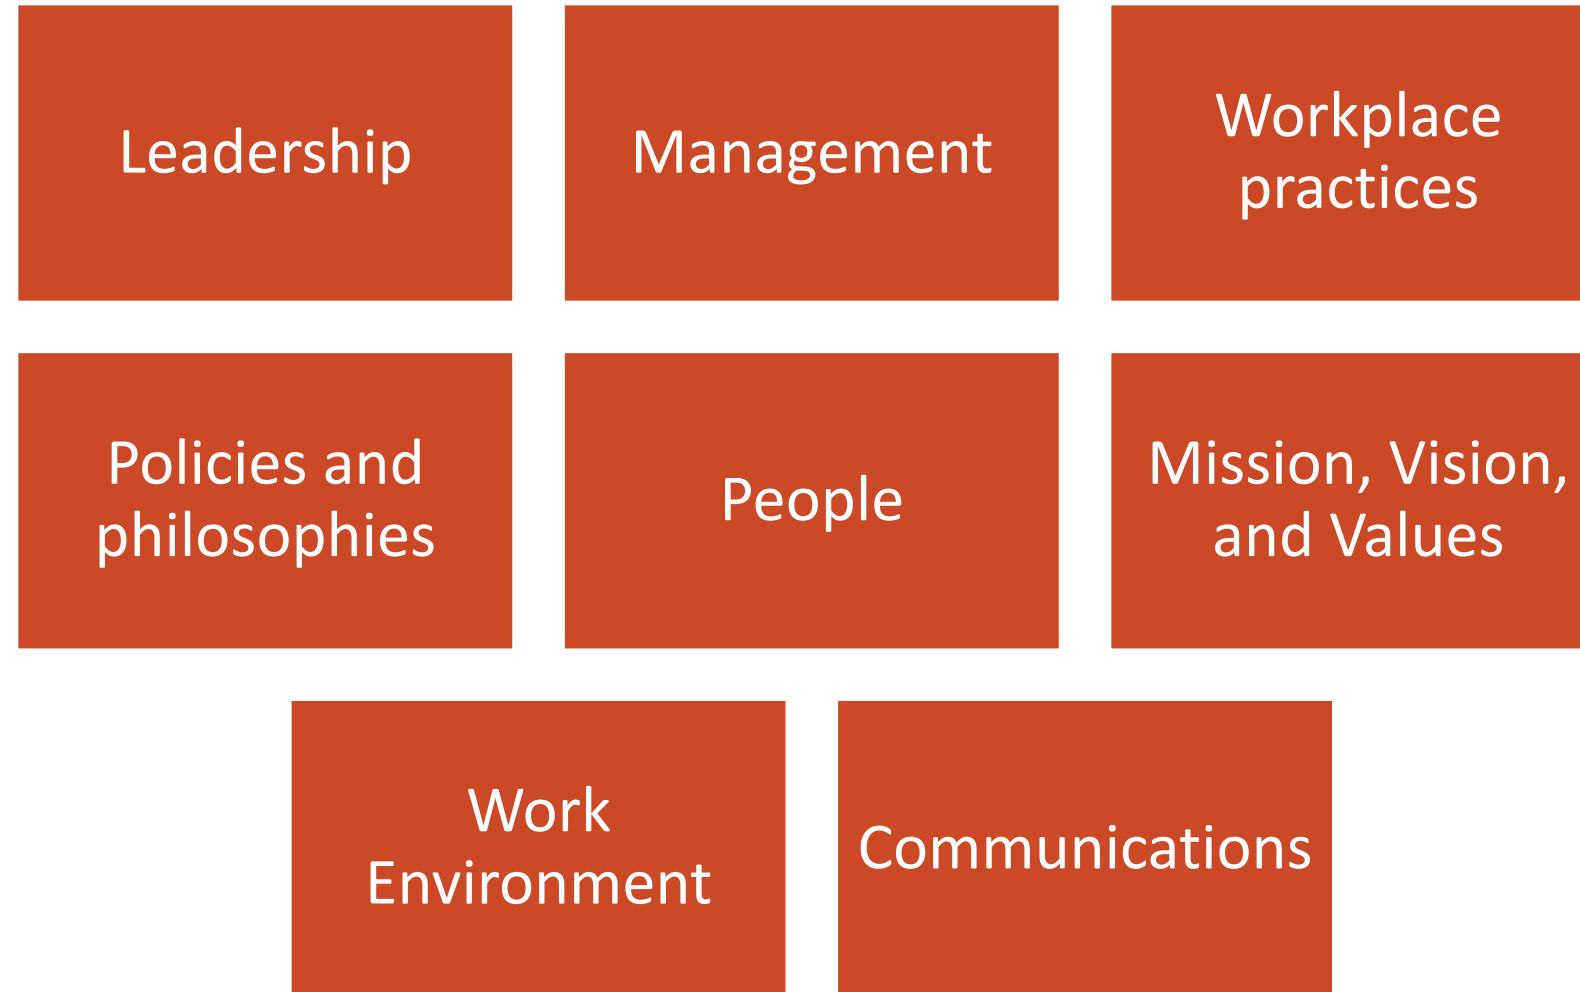 Leadership
Management
Workplace
practices
Policies and
philosophies
People
Mission, Vision,
and Values
Work
Environment
Communications